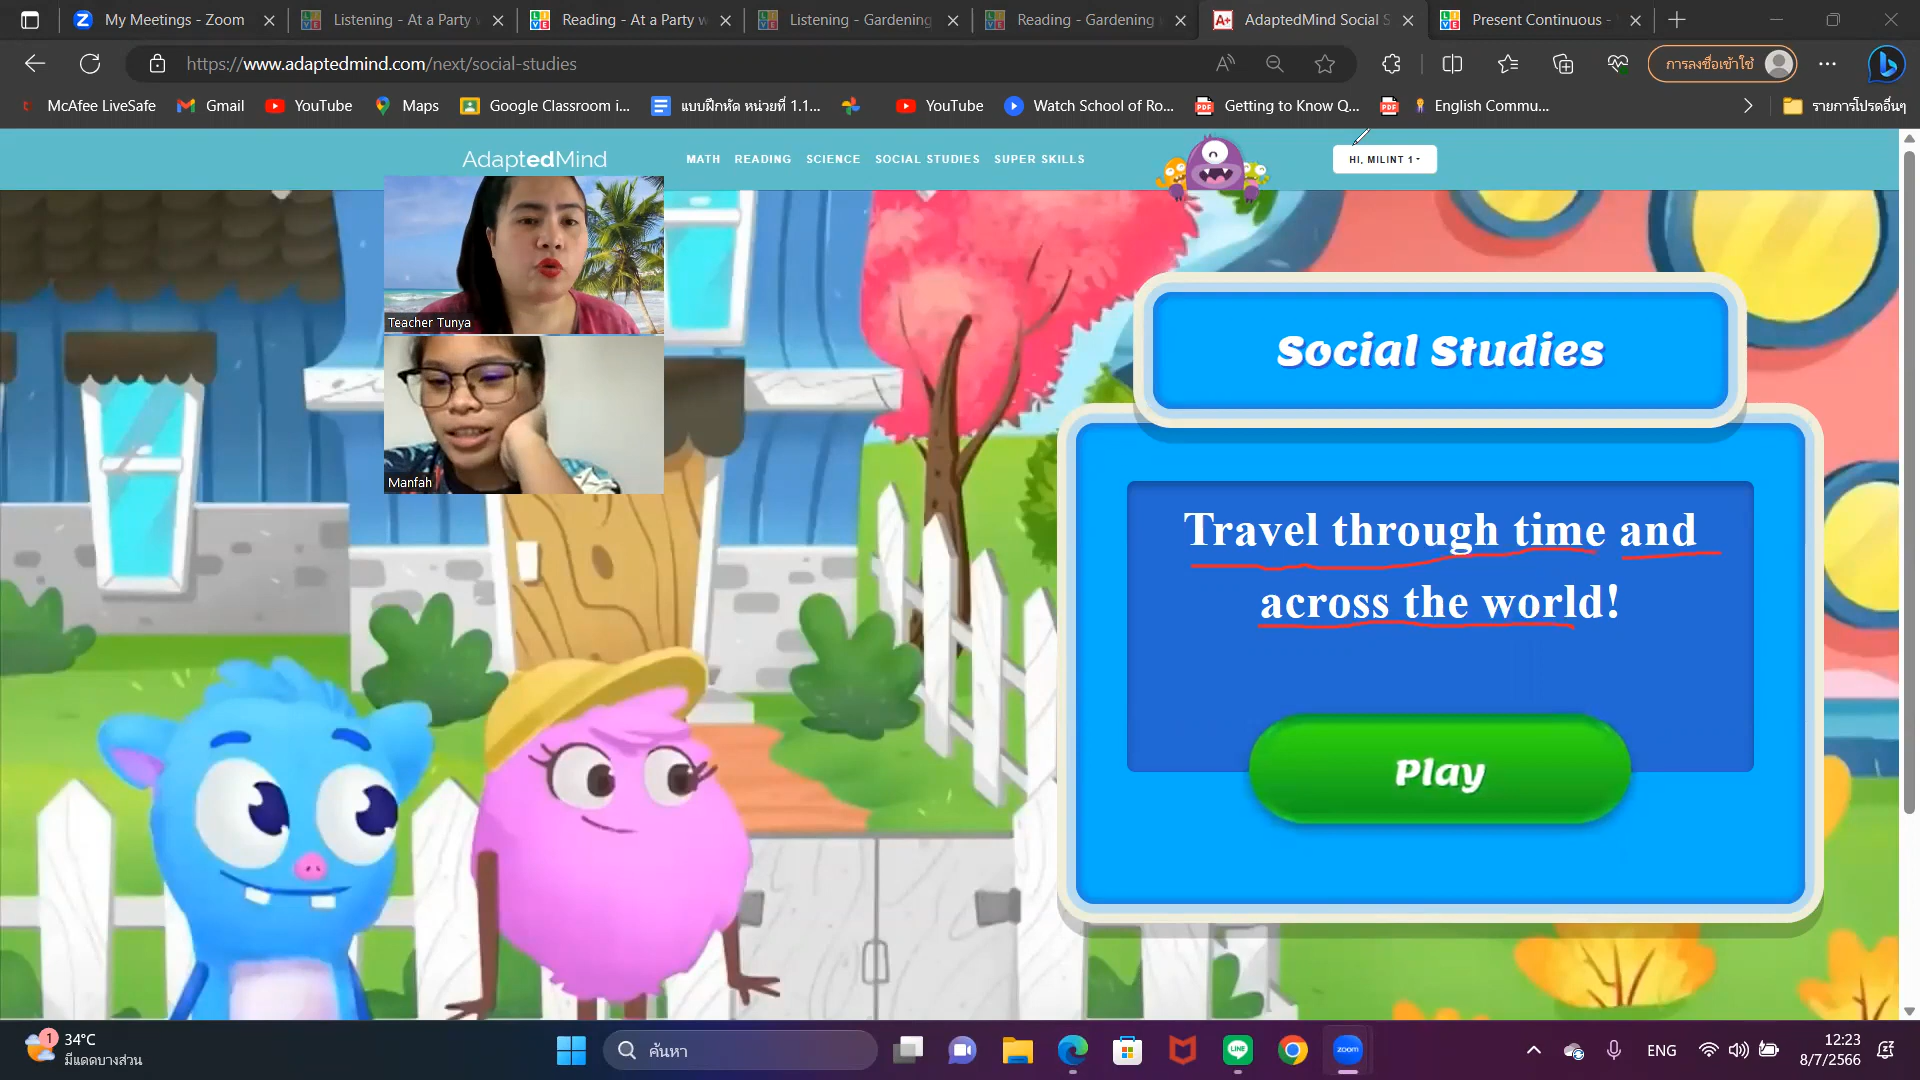 My Meetings - Zoom
Listening - At a Party w
Reading - At a Party w
Listening - Gardening
Reading - Gardening
AdaptedMind Social S
Present Continuous -
https://www.adaptedmind.com/next/social-studies
การลงชื่อเข้าใช้
McAfee LiveSafe
Gmail
YouTube
Maps
Google Classroom i...
แบบฝึกหัด หน่วยที่ 1.1...
YouTube
Watch School of Ro...
Getting to Know Q...
English Commu...
รายการโปรดอื่นๆ
AdaptedMind
MATH READING SCIENCE SOCIAL STUDIES SUPER SKILLS
HI, MILINT 1
Teacher Tunya
Manfah
Social Studies
Travel through time and
across the world!
Play
1
34°C
มีแดดบางส่วน
ค้นหา
LINE
zoom
ENG
12:23
8/7/2566